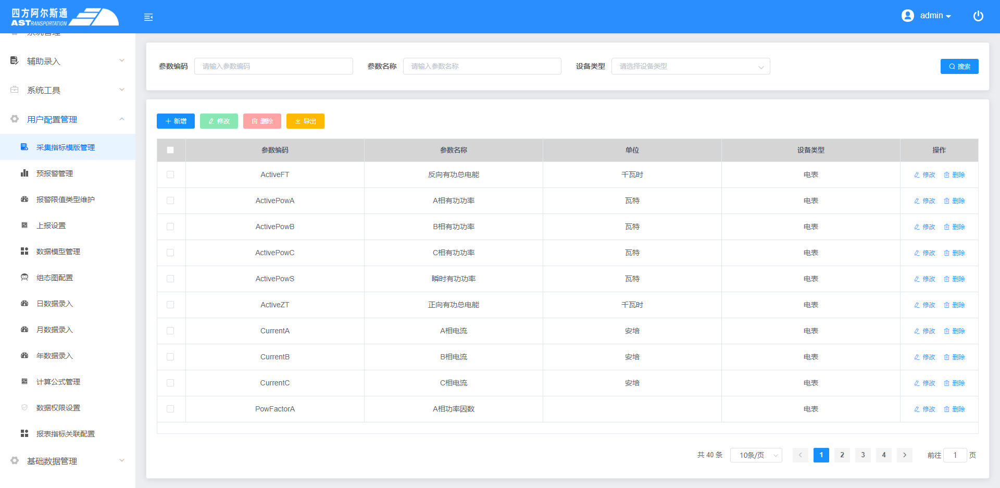 四方阿尔斯通
ASTRANSPORTATION
admin
系统管理
辅助录入
系统工具
用户配置管理
采集指标模版管理
预报警管理
报警限值类型维护
上报设置
数据模型管理
组态图配置
日数据录入
月数据录入
年数据录入
计算公式管理
数据权限设置
报表指标关联配置
基础数据管理
参数编码 请输入参数编码 参数名称 请输入参数名称 设备类型 请选择设备类型 搜索
新增 修改 删除 导出
参数编码 参数名称 单位 设备类型 操作
ActiveFT 反向有功总电能 千瓦时 电表 修改 删除
ActivePowA A相有功功率 瓦特 电表 修改 删除
ActivePowB B相有功功率 瓦特 电表 修改 删除
ActivePowC C相有功功率 瓦特 电表 修改 删除
ActivePowS 瞬时有功功率 瓦特 电表 修改 删除
ActiveZT 正向有功总电能 千瓦时 电表 修改 删除
CurrentA A相电流 安培 电表 修改 删除
CurrentB B相电流 安培 电表 修改 删除
CurrentC C相电流 安培 电表 修改 删除
PowFactorA A相功率因数 电表 修改 删除
共 40 条 10条/页 1 2 3 4 前往 1 页